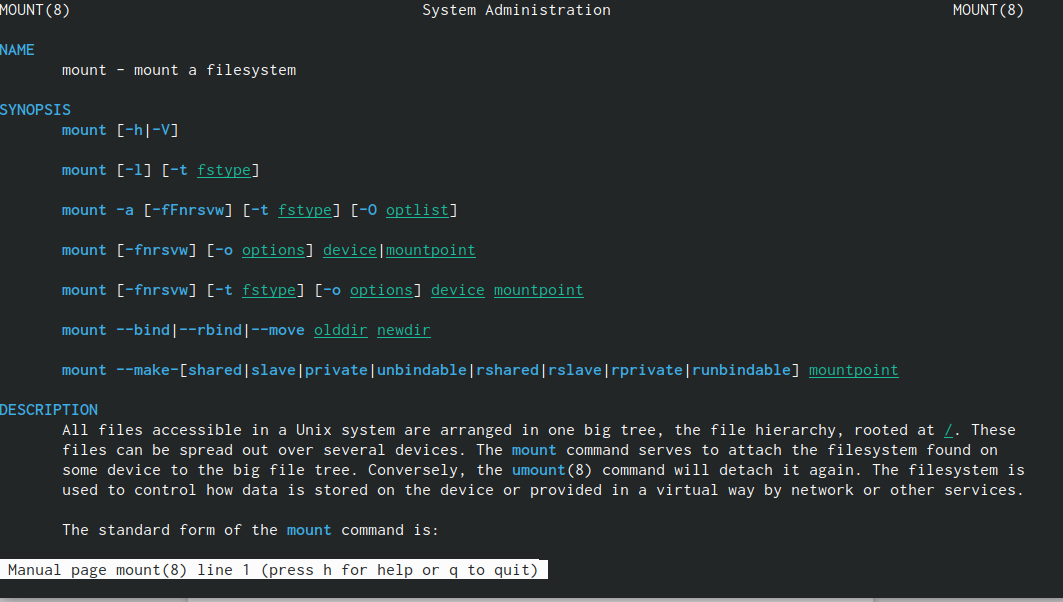 MOUNT(8) System Administration MOUNT(8)
NAME
mount - mount a filesystem
SYNOPSIS
mount [-h|-V]
mount [-l] [-t fstype]
mount -a [-fFnrsvw] [-t fstype] [-O optlist]
mount [-fnrsvw] [-o options] device|mountpoint
mount [-fnrsvw] [-t fstype] [-o options] device mountpoint
mount --bind|--rbind|--move olddir newdir
mount --make-[shared|slave|private|unbindable|rshared|rslave|rprivate|runbindable] mountpoint
DESCRIPTION
All files accessible in a Unix system are arranged in one big tree, the file hierarchy, rooted at /. These
files can be spread out over several devices. The mount command serves to attach the filesystem found on
some device to the big file tree. Conversely, the umount(8) command will detach it again. The filesystem is
used to control how data is stored on the device or provided in a virtual way by network or other services.
The standard form of the mount command is:
Manual page mount(8) line 1 (press h for help or q to quit)